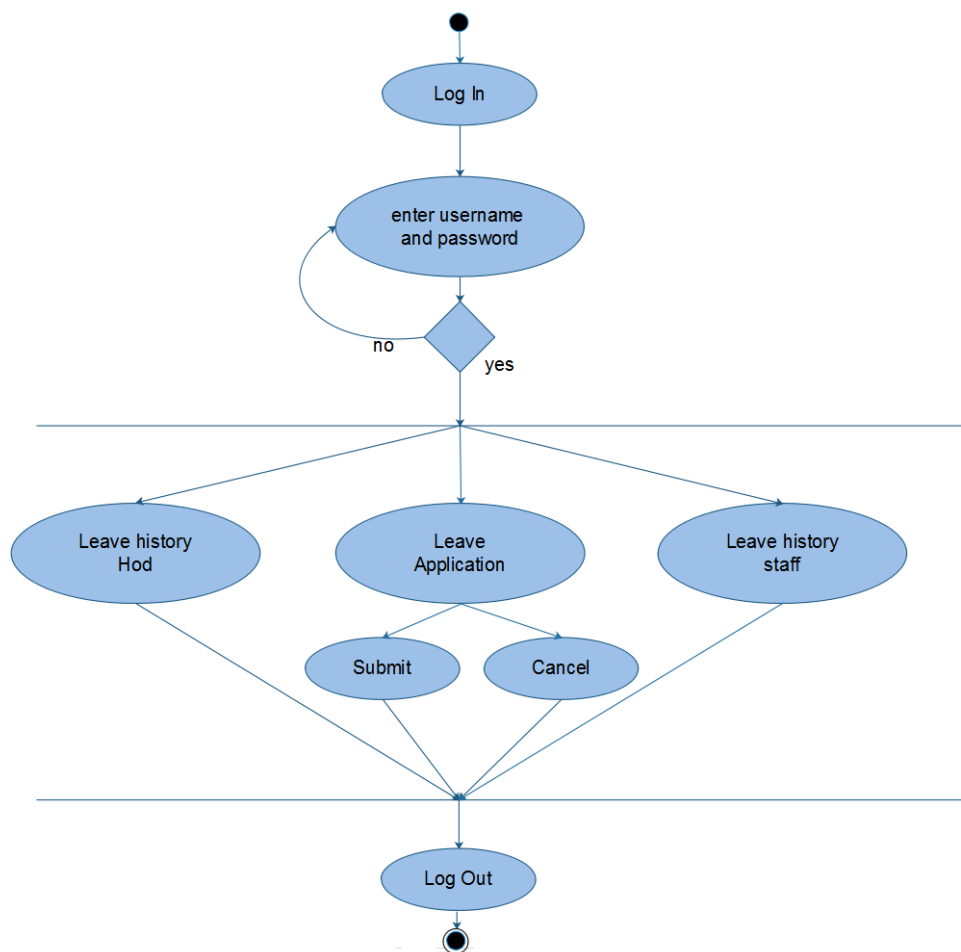 Log In
enter username
and password
no
yes
Leave history
Hod
Leave
Application
Leave history
staff
Submit
Cancel
Log Out